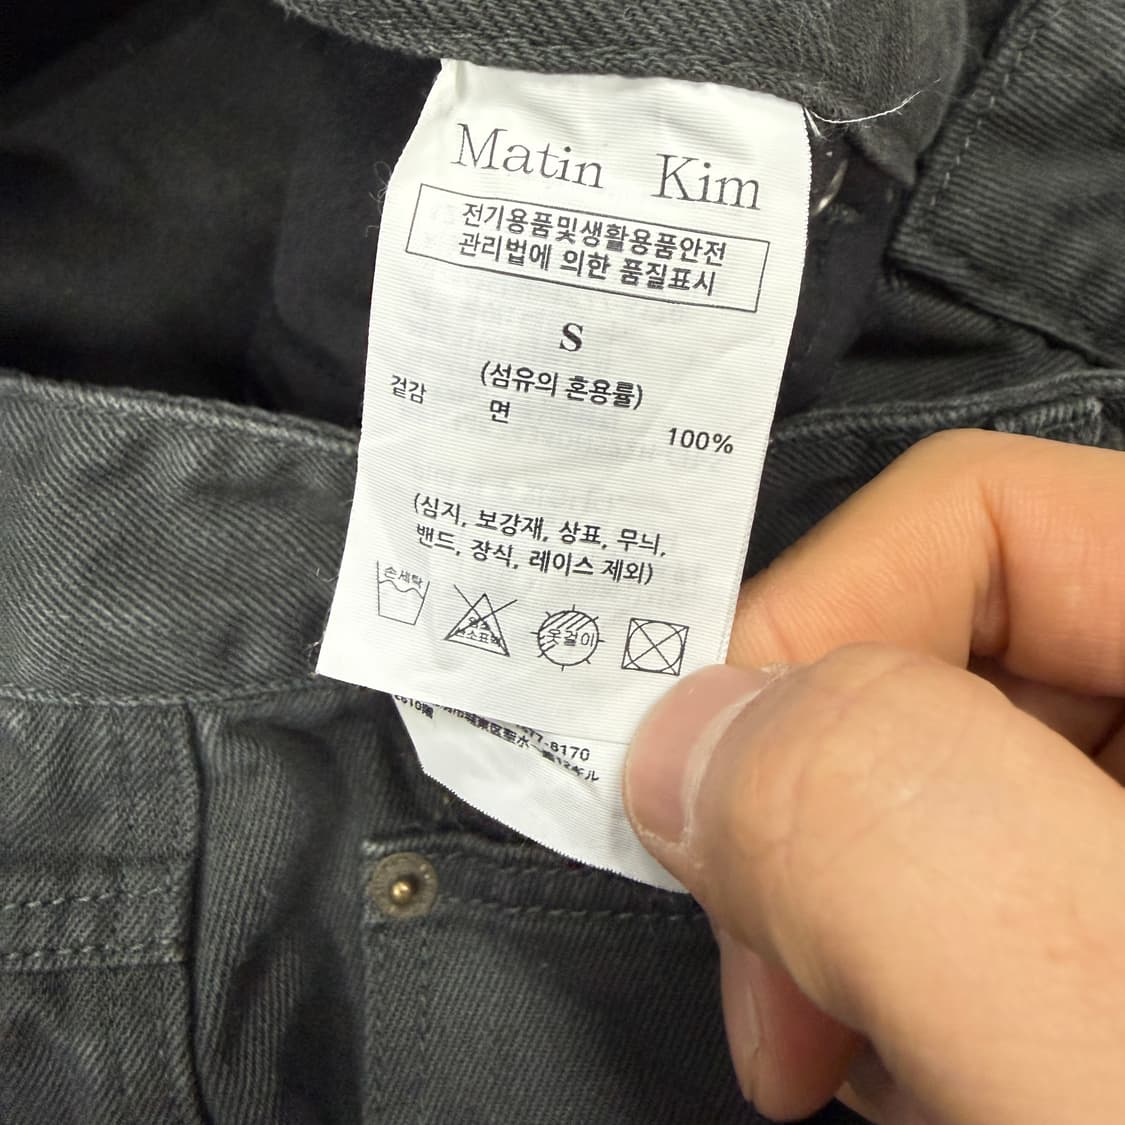 Matin Kim
전기용품및생활용품안전
관리법에 의한 품질표시
S
(섬유의 혼용률)
겉감 면 100%
(심지, 보강재, 상표, 무늬,
밴드, 장식, 레이스 제외)
손세탁
옷걸이
77-8170